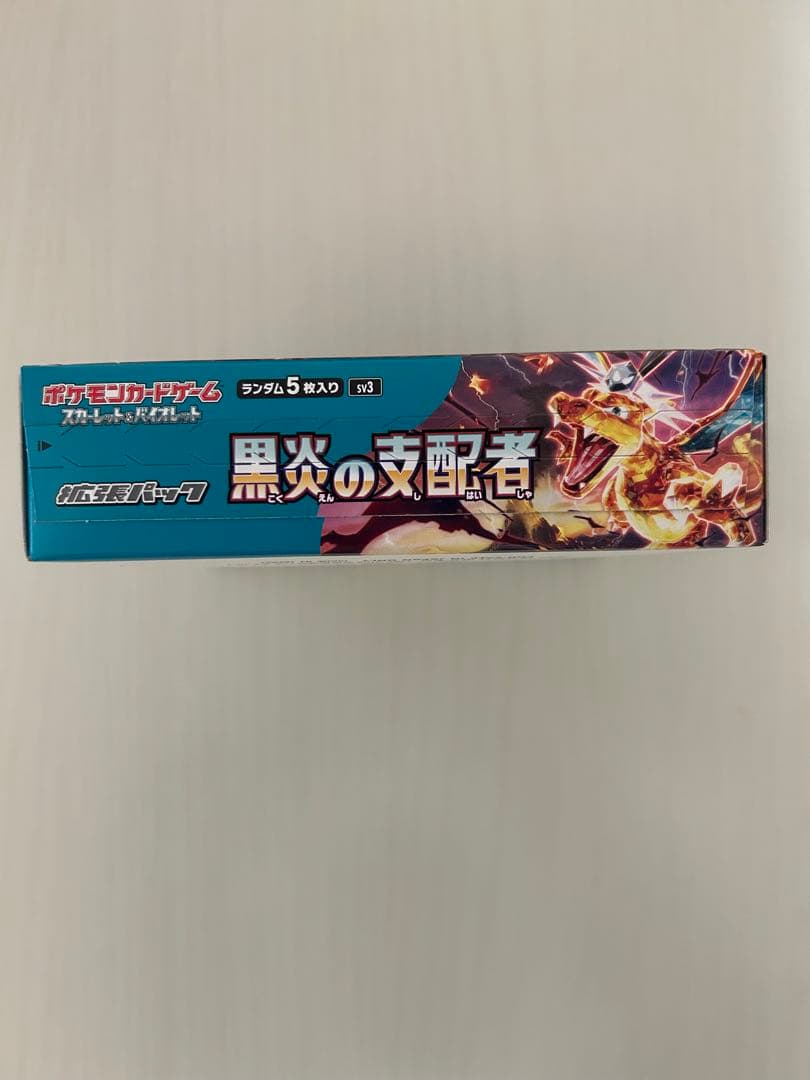 ポケモンカードゲーム
スカーレット&バイオレット
ランダム5枚入り
SV3
拡張パック
黒炎の支配者
こくえんのしはいしゃ